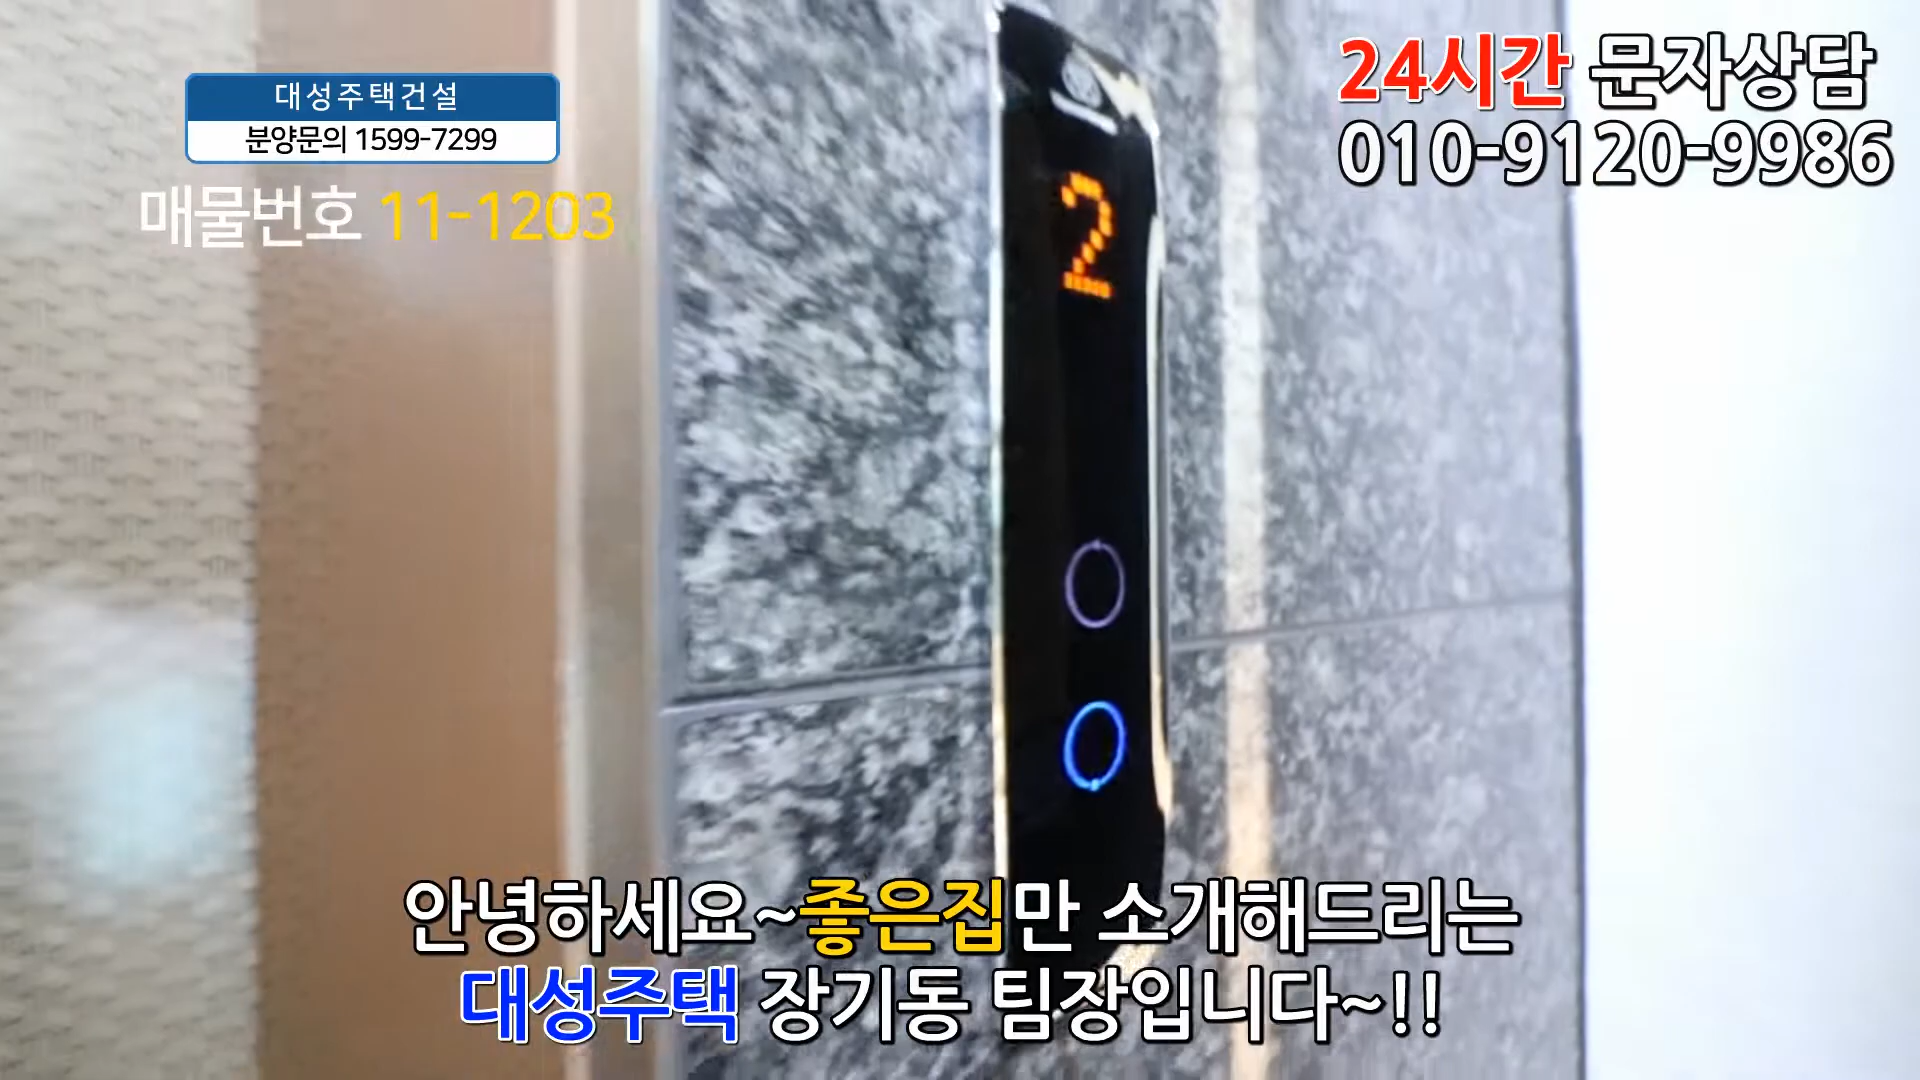 대성주택건설
분양문의 1599-7299
매물번호 11-1203
24시간 문자상담
010-9120-9986
2
안녕하세요~좋은집만 소개해드리는
대성주택 장기동 팀장입니다~!!